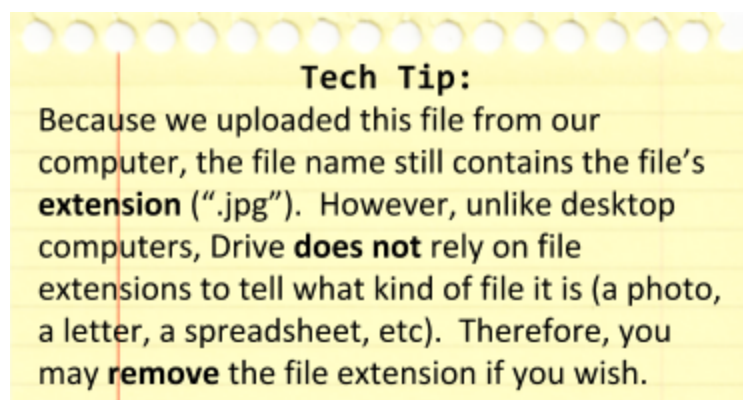 Tech Tip:
Because we uploaded this file from our
computer, the file name still contains the file’s
extension (“.jpg”).  However, unlike desktop
computers, Drive does not rely on file
extensions to tell what kind of file it is (a photo,
a letter, a spreadsheet, etc).  Therefore, you
may remove the file extension if you wish.